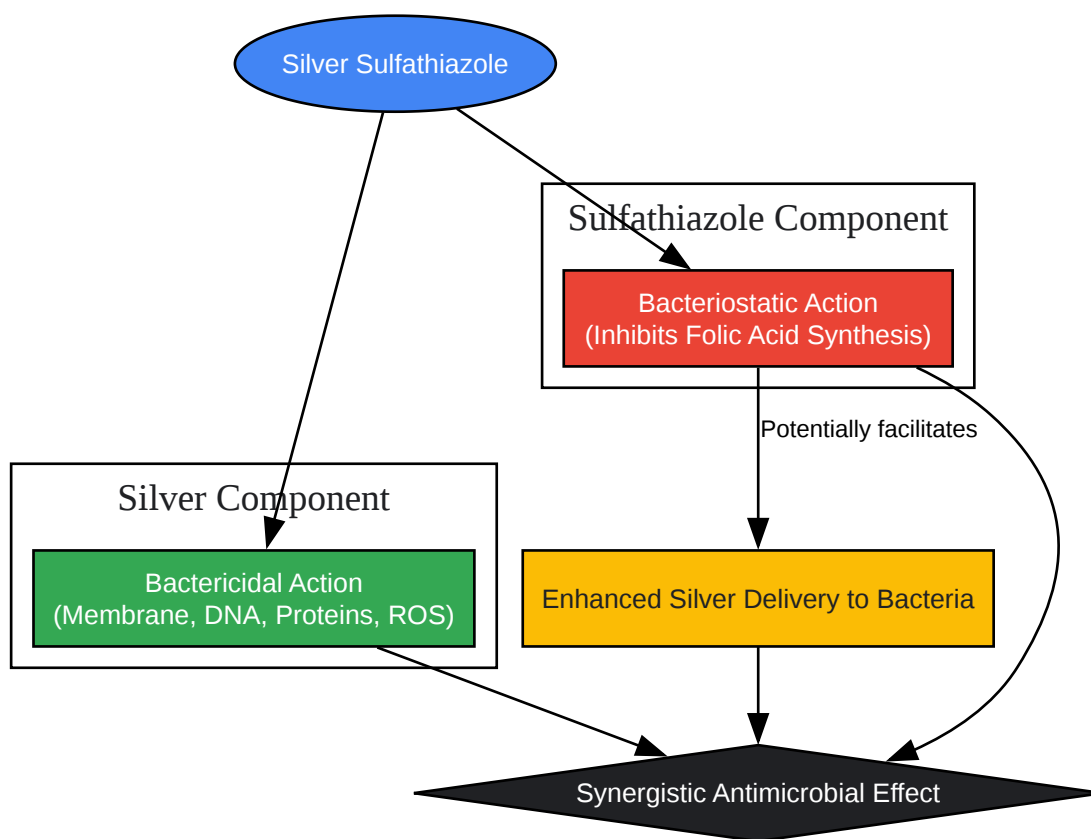 Silver Sulfathiazole
Sulfathiazole Component
Bacteriostatic Action
(Inhibits Folic Acid Synthesis)
Potentially facilitates
Silver Component
Bactericidal Action
(Membrane, DNA, Proteins, ROS)
Enhanced Silver Delivery to Bacteria
Synergistic Antimicrobial Effect